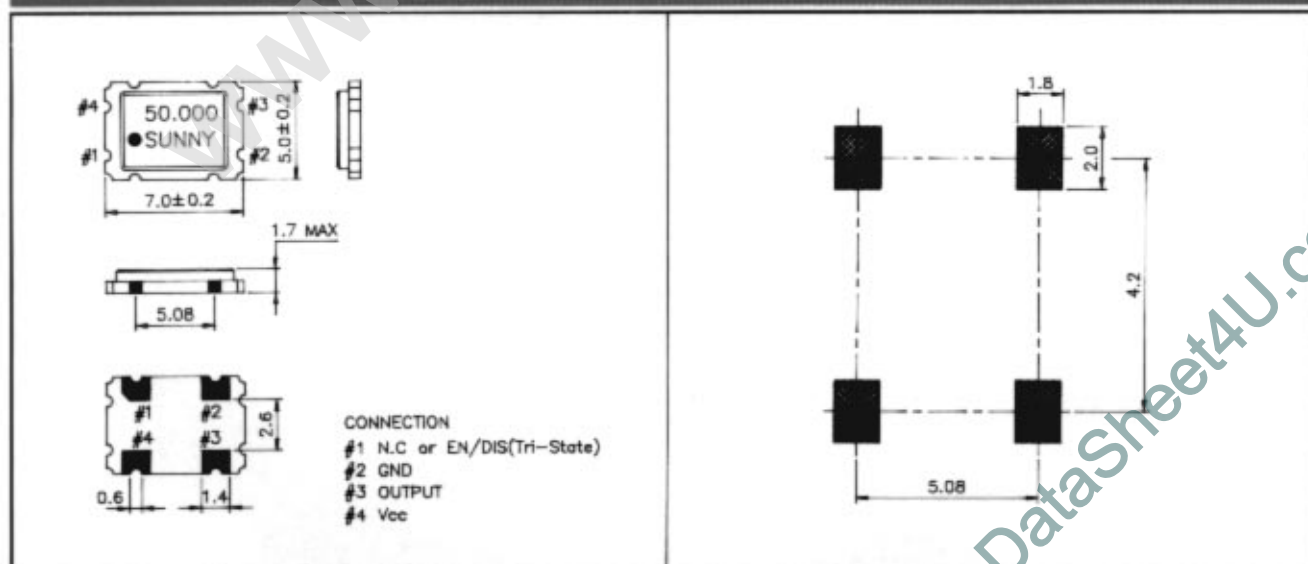 #4
50.000
#3
●SUNNY
#1
#2
5.0±0.2
7.0±0.2
1.7 MAX
5.08
#1 #2
#4 #3
2.6
0.6
1.4
CONNECTION
#1 N.C or EN/DIS(Tri-State)
#2 GND
#3 OUTPUT
#4 Vcc
1.8
2.0
4.2
5.08
www
DataSheet4U.c